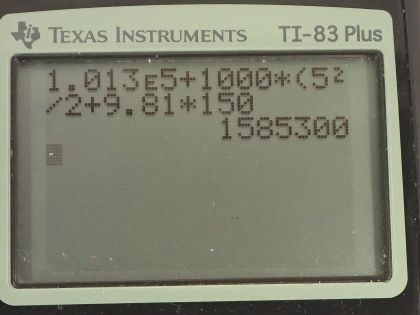 TEXAS INSTRUMENTS TI-83 Plus
1.013ᴇ5+1000*(5²
/2+9.81*150
1585300